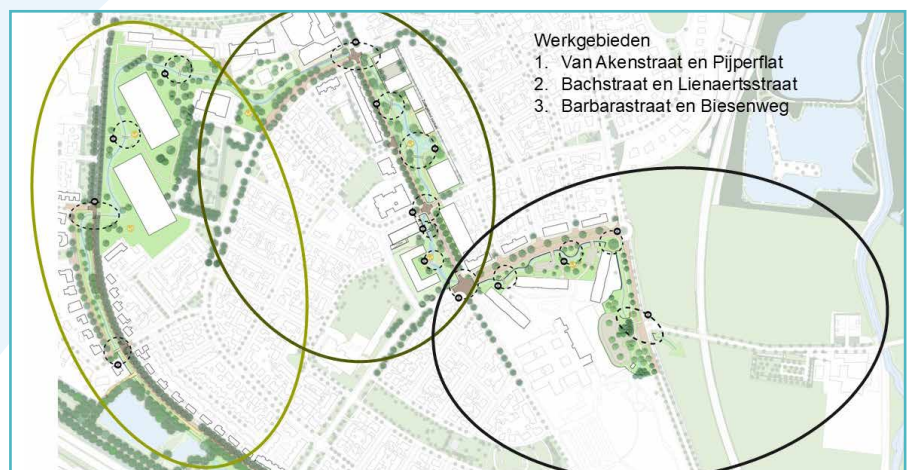 Werkgebieden
1. Van Akenstraat en Pijperflat
2. Bachstraat en Lienaertsstraat
3. Barbarastraat en Biesenweg